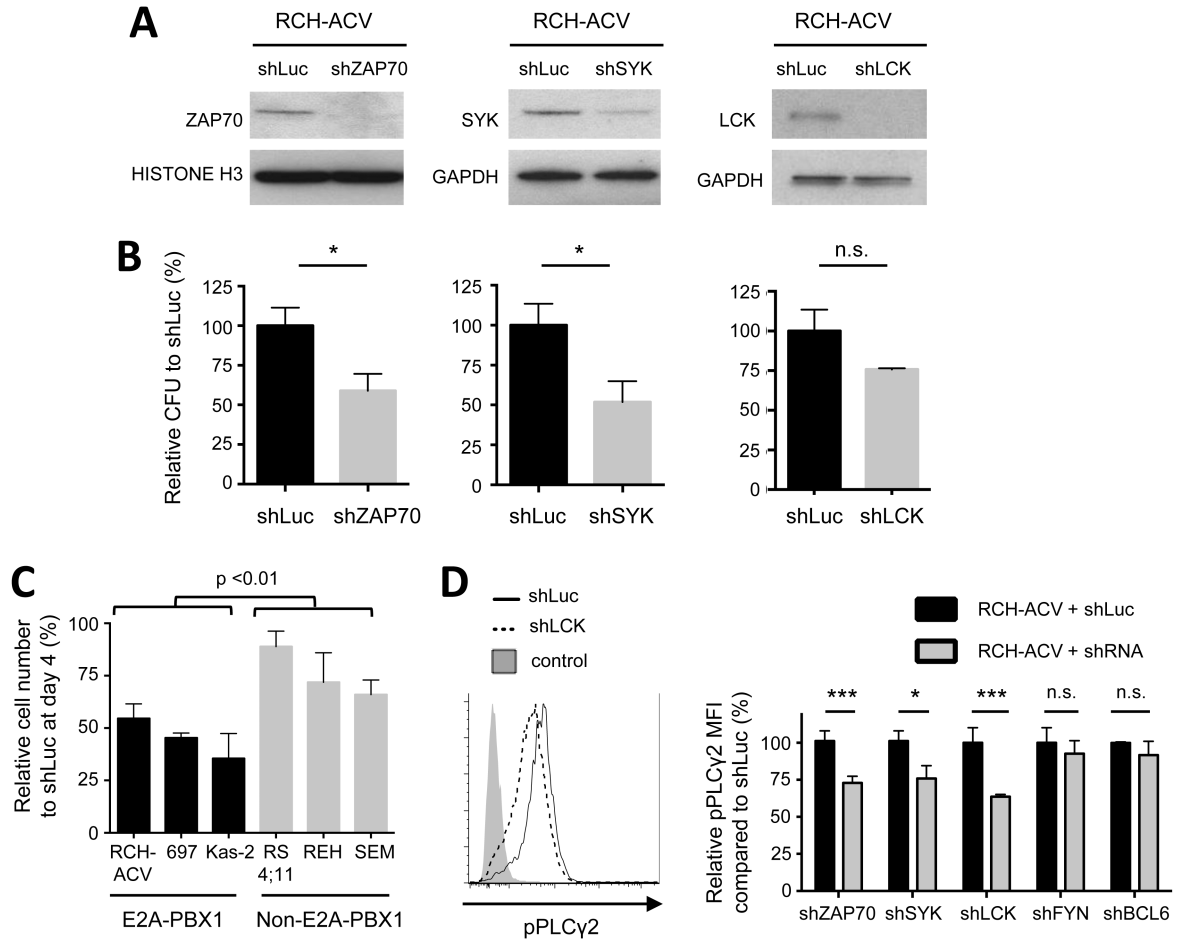 A
RCH-ACV
RCH-ACV
RCH-ACV
shLuc shZAP70
shLuc shSYK
shLuc shLCK
ZAP70
SYK
LCK
HISTONE H3
GAPDH
GAPDH
B
Relative CFU to shLuc (%)
*
125
100
75
50
25
0
shLuc shZAP70
*
125
100
75
50
25
0
shLuc shSYK
n.s.
125
100
75
50
25
0
shLuc shLCK
C
p <0.01
Relative cell number
to shLuc at day 4 (%)
100
75
50
25
0
RCH- 697 Kas-2 RS REH SEM
ACV 4;11
E2A-PBX1 Non-E2A-PBX1
D
shLuc
shLCK
control
pPLCγ2
RCH-ACV + shLuc
RCH-ACV + shRNA
Relative pPLCγ2 MFI
compared to shLuc (%)
*** * *** n.s. n.s.
100
75
50
25
0
shZAP70 shSYK shLCK shFYN shBCL6